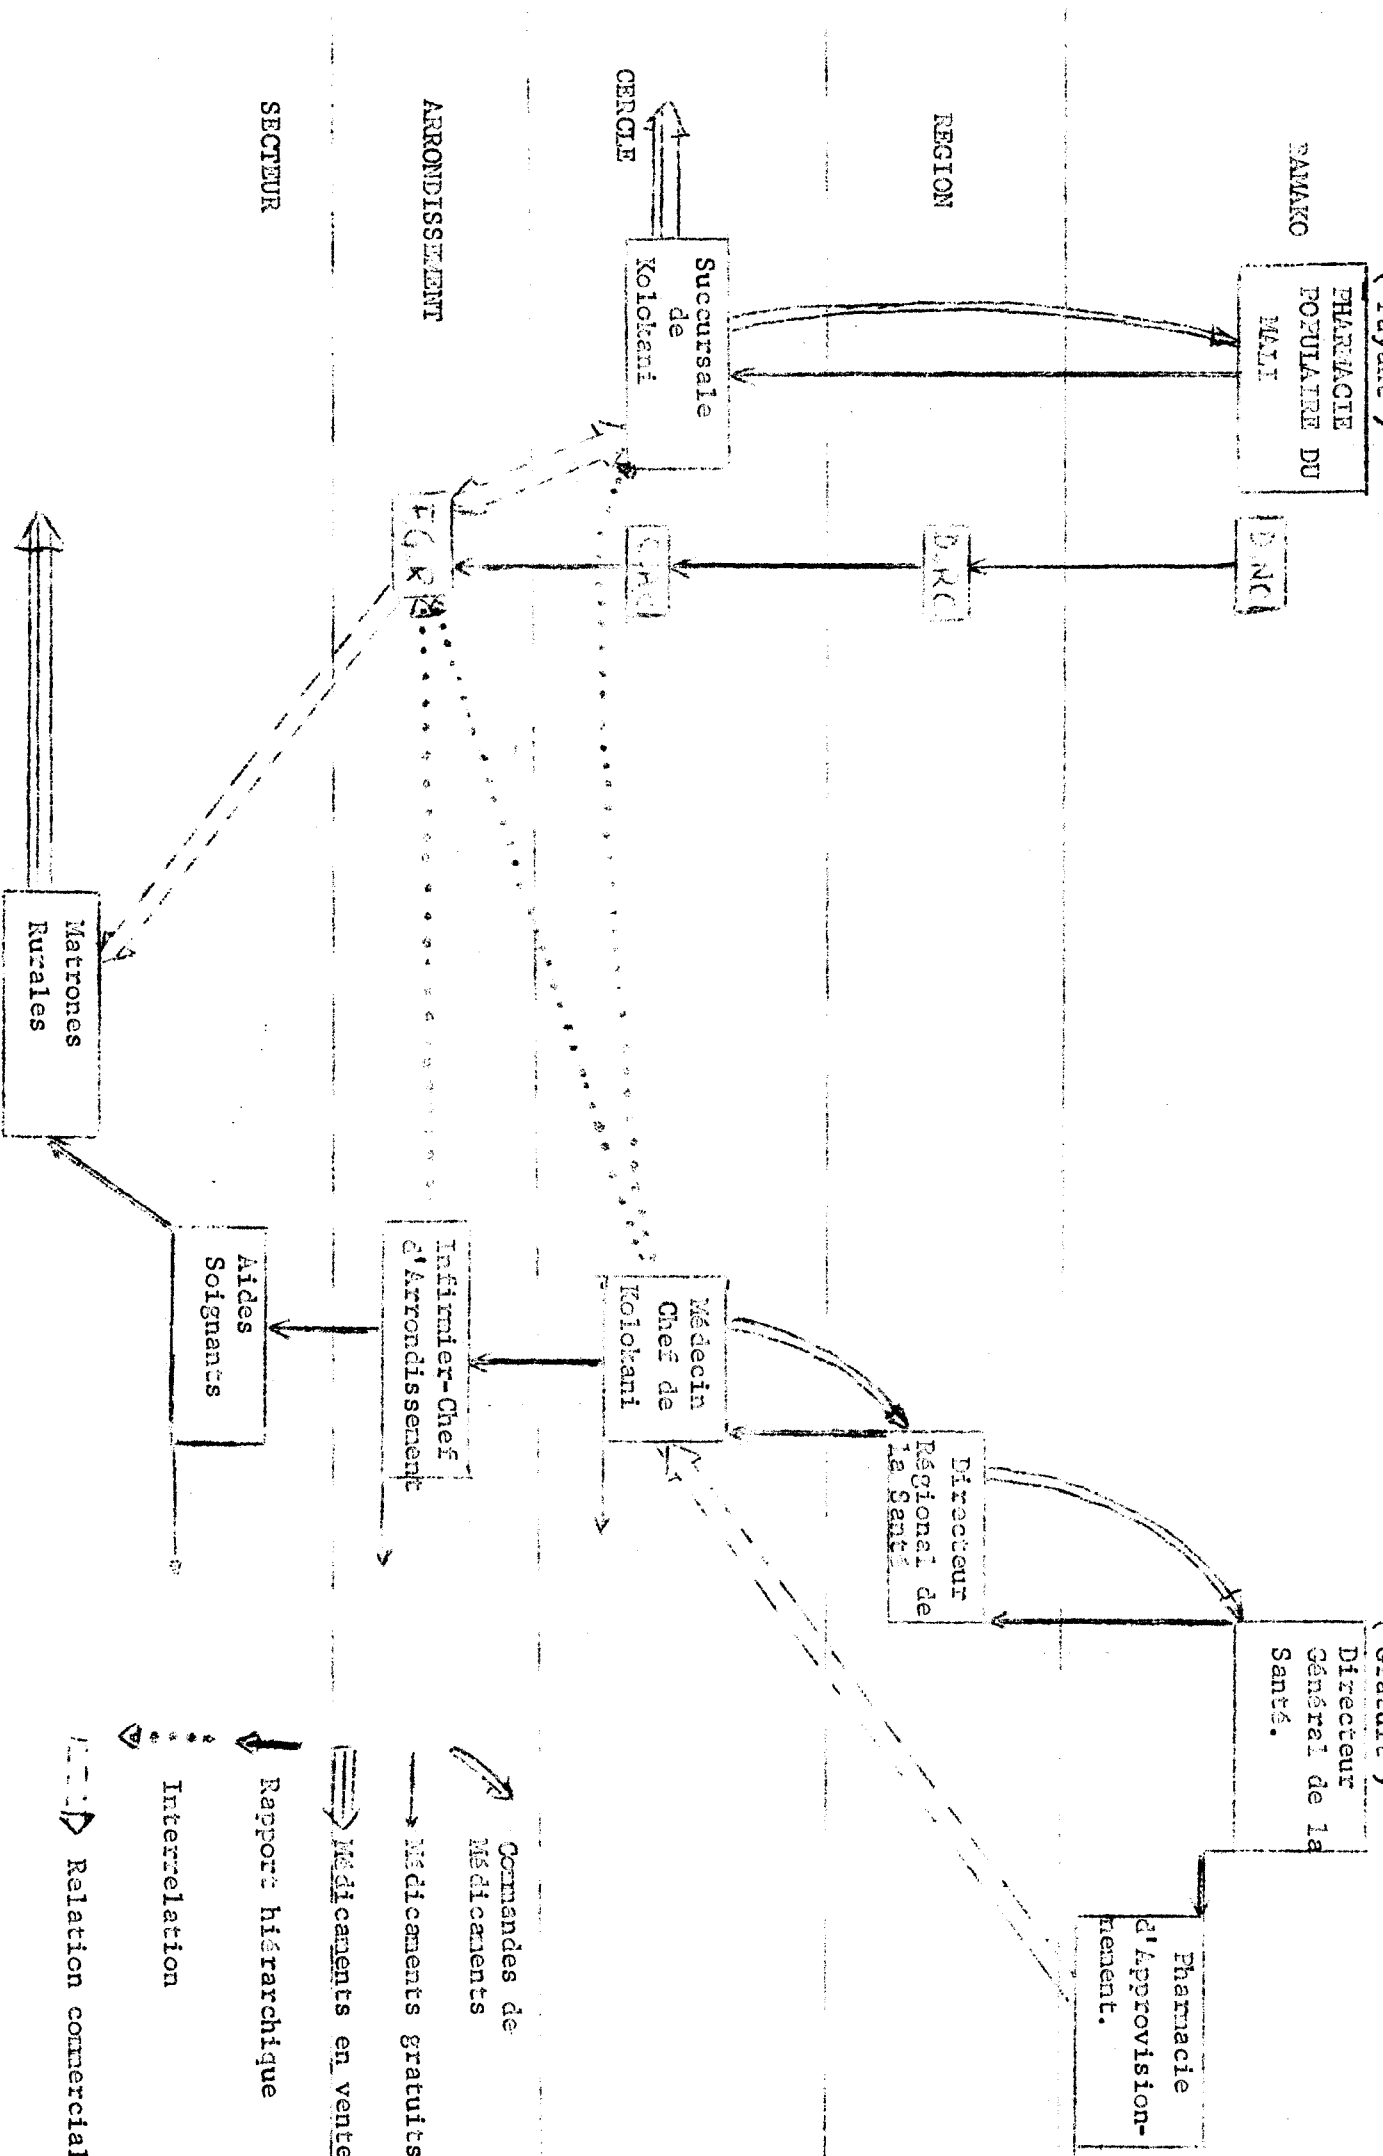 PHARMACIE
POPULAIRE DU
MALI
D.NC
Directeur
Général de la
Santé.
Pharmacie
d'Approvision-
nement.
REGION
D.RC
Directeur
Régional de
la Santé
CERCLE
Succursale
de
Kolokani
Médecin
Chef de
Kolokani
ARRONDISSEMENT
Infirmier-Chef
d'Arrondissement
SECTEUR
Aides
Soignants
Matrones
Rurales
Commandes de
Médicaments
Médicaments gratuits
Médicaments en vente
Rapport hiérarchique
Interrelation
Relation commercial